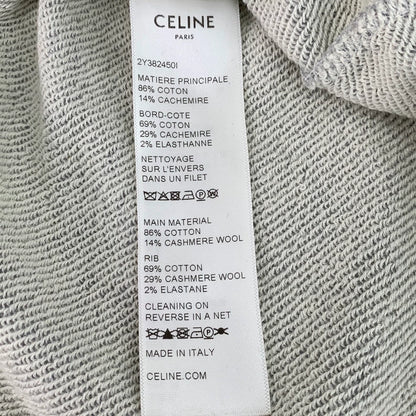 CELINE
PARIS
2Y382450I
MATIERE PRINCIPALE
86% COTON
14% CACHEMIRE
BORD-COTE
69% COTON
29% CACHEMIRE
2% ELASTHANNE
NETTOYAGE
SUR L'ENVERS
DANS UN FILET
MAIN MATERIAL
86% COTTON
14% CASHMERE WOOL
RIB
69% COTTON
29% CASHMERE WOOL
2% ELASTANE
CLEANING ON
REVERSE IN A NET
MADE IN ITALY
CELINE.COM